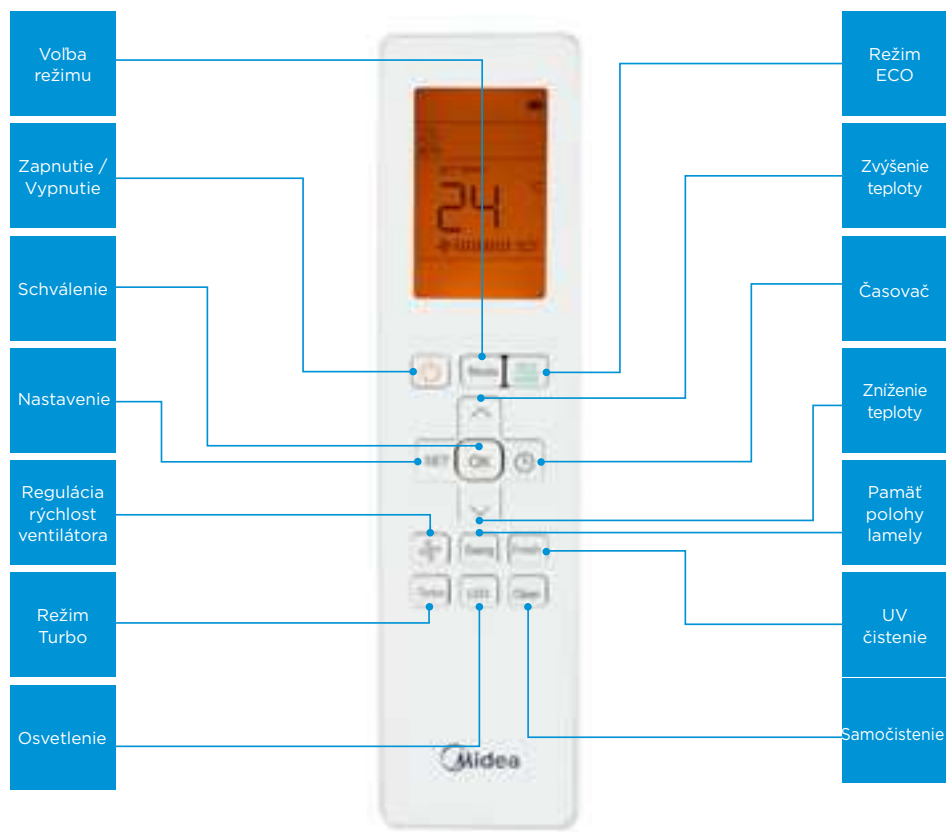 Voľba
režimu
Zapnutie /
Vypnutie
Schválenie
Nastavenie
Regulácia
rýchlost
ventilátora
Režim
Turbo
Osvetlenie
24
Mode
SET
OK
Swing
Fresh
Turbo
LED
Clean
Midea
Režim
ECO
Zvýšenie
teploty
Časovač
Zníženie
teploty
Pamäť
polohy
lamely
UV
čistenie
Samočistenie